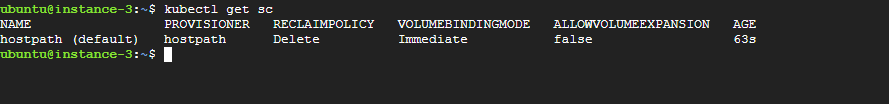 ubuntu@instance-3:~$ kubectl get sc
NAME PROVISIONER RECLAIMPOLICY VOLUMEBINDINGMODE ALLOWVOLUMEEXPANSION AGE
hostpath (default) hostpath Delete Immediate false 63s
ubuntu@instance-3:~$